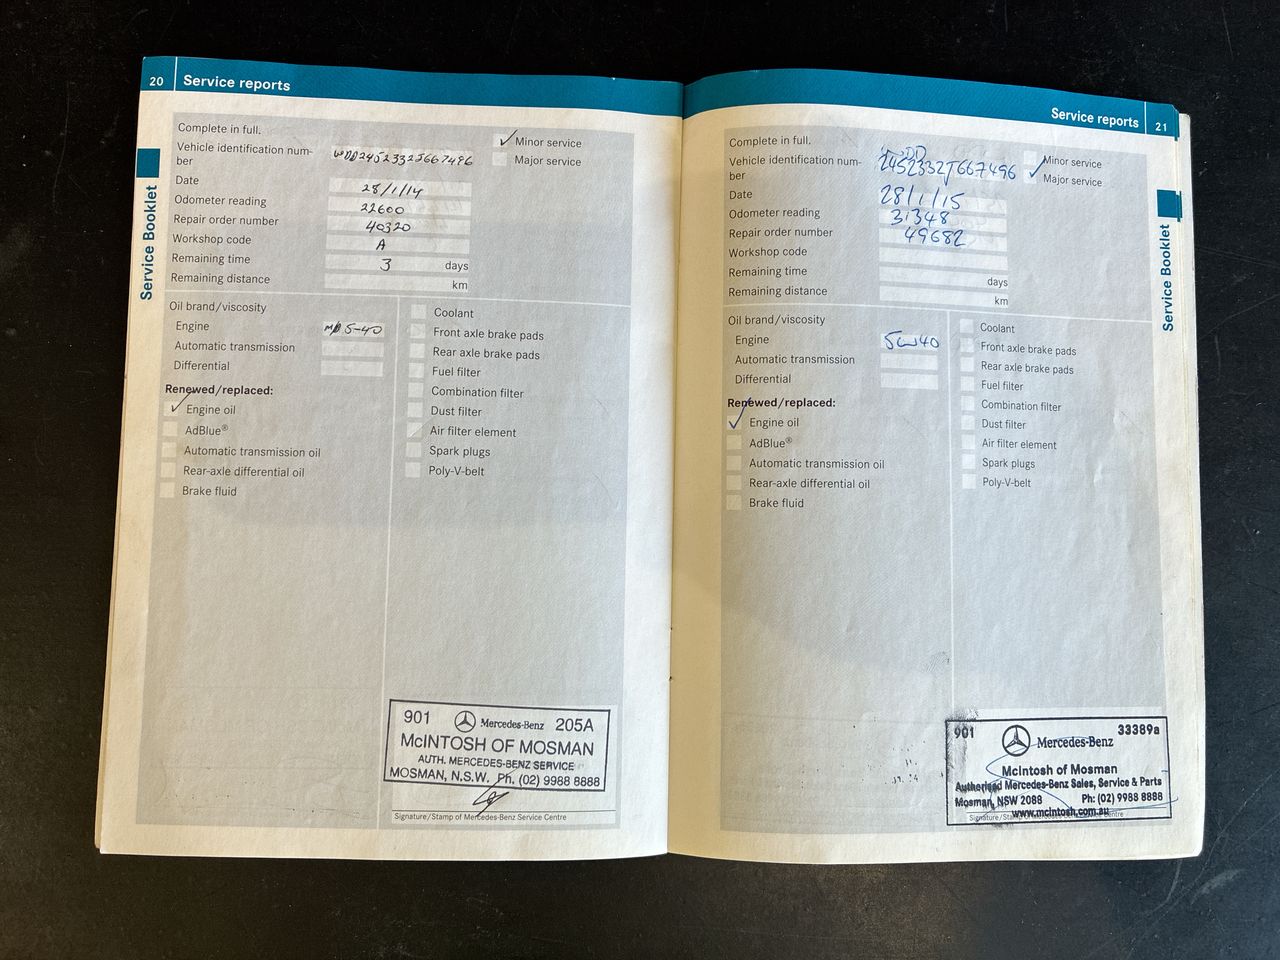 20 Service reports
Complete in full.
Minor service
Vehicle identification num-
ber
WDD2452332J667496
Major service
Date 28/1/14
Odometer reading 22600
Repair order number 40320
Workshop code A
Remaining time 3 days
Remaining distance km
Oil brand/viscosity
Engine 5-40
Automatic transmission
Differential
Renewed/replaced:
Engine oil
AdBlue®
Automatic transmission oil
Rear-axle differential oil
Brake fluid
Coolant
Front axle brake pads
Rear axle brake pads
Fuel filter
Combination filter
Dust filter
Air filter element
Spark plugs
Poly-V-belt
901 Mercedes-Benz 205A
McINTOSH OF MOSMAN
AUTH. MERCEDES-BENZ SERVICE
MOSMAN, N.S.W. Ph. (02) 9988 8888
Signature/Stamp of Mercedes-Benz Service Centre
Service Booklet
Service reports 21
Complete in full.
Minor service
Vehicle identification num-
ber
WDD
2452332J667496
Major service
Date 28/1/15
Odometer reading 31348
Repair order number 49682
Workshop code
Remaining time days
Remaining distance km
Oil brand/viscosity
Engine 5w40
Automatic transmission
Differential
Renewed/replaced:
Engine oil
AdBlue®
Automatic transmission oil
Rear-axle differential oil
Brake fluid
Coolant
Front axle brake pads
Rear axle brake pads
Fuel filter
Combination filter
Dust filter
Air filter element
Spark plugs
Poly-V-belt
901 33389a
Mercedes-Benz
McIntosh of Mosman
Authorised Mercedes-Benz Sales, Service & Parts
Mosman, NSW 2088 Ph: (02) 9988 8888
www.mcintosh.com.au
Service Booklet